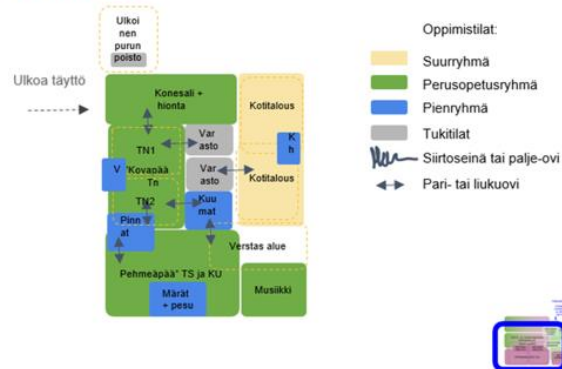 Ulkoi
nen
purun
poisto
Ulkoa täyttö
Konesali +
hionta
Kotitalous
TN1
Var
asto
K
h
V
"Kovapää
Tn
Var
asto
Kotitalous
TN2
Kuu
mat
Pinn
at
Verstas alue
Pehmeäpää" TS ja KU
Märät
+ pesu
Musiikki
Oppimistilat:
Suurryhmä
Perusopetusryhmä
Pienryhmä
Tukitilat
Siirtoseinä tai palje-ovi
Pari- tai liukuovi